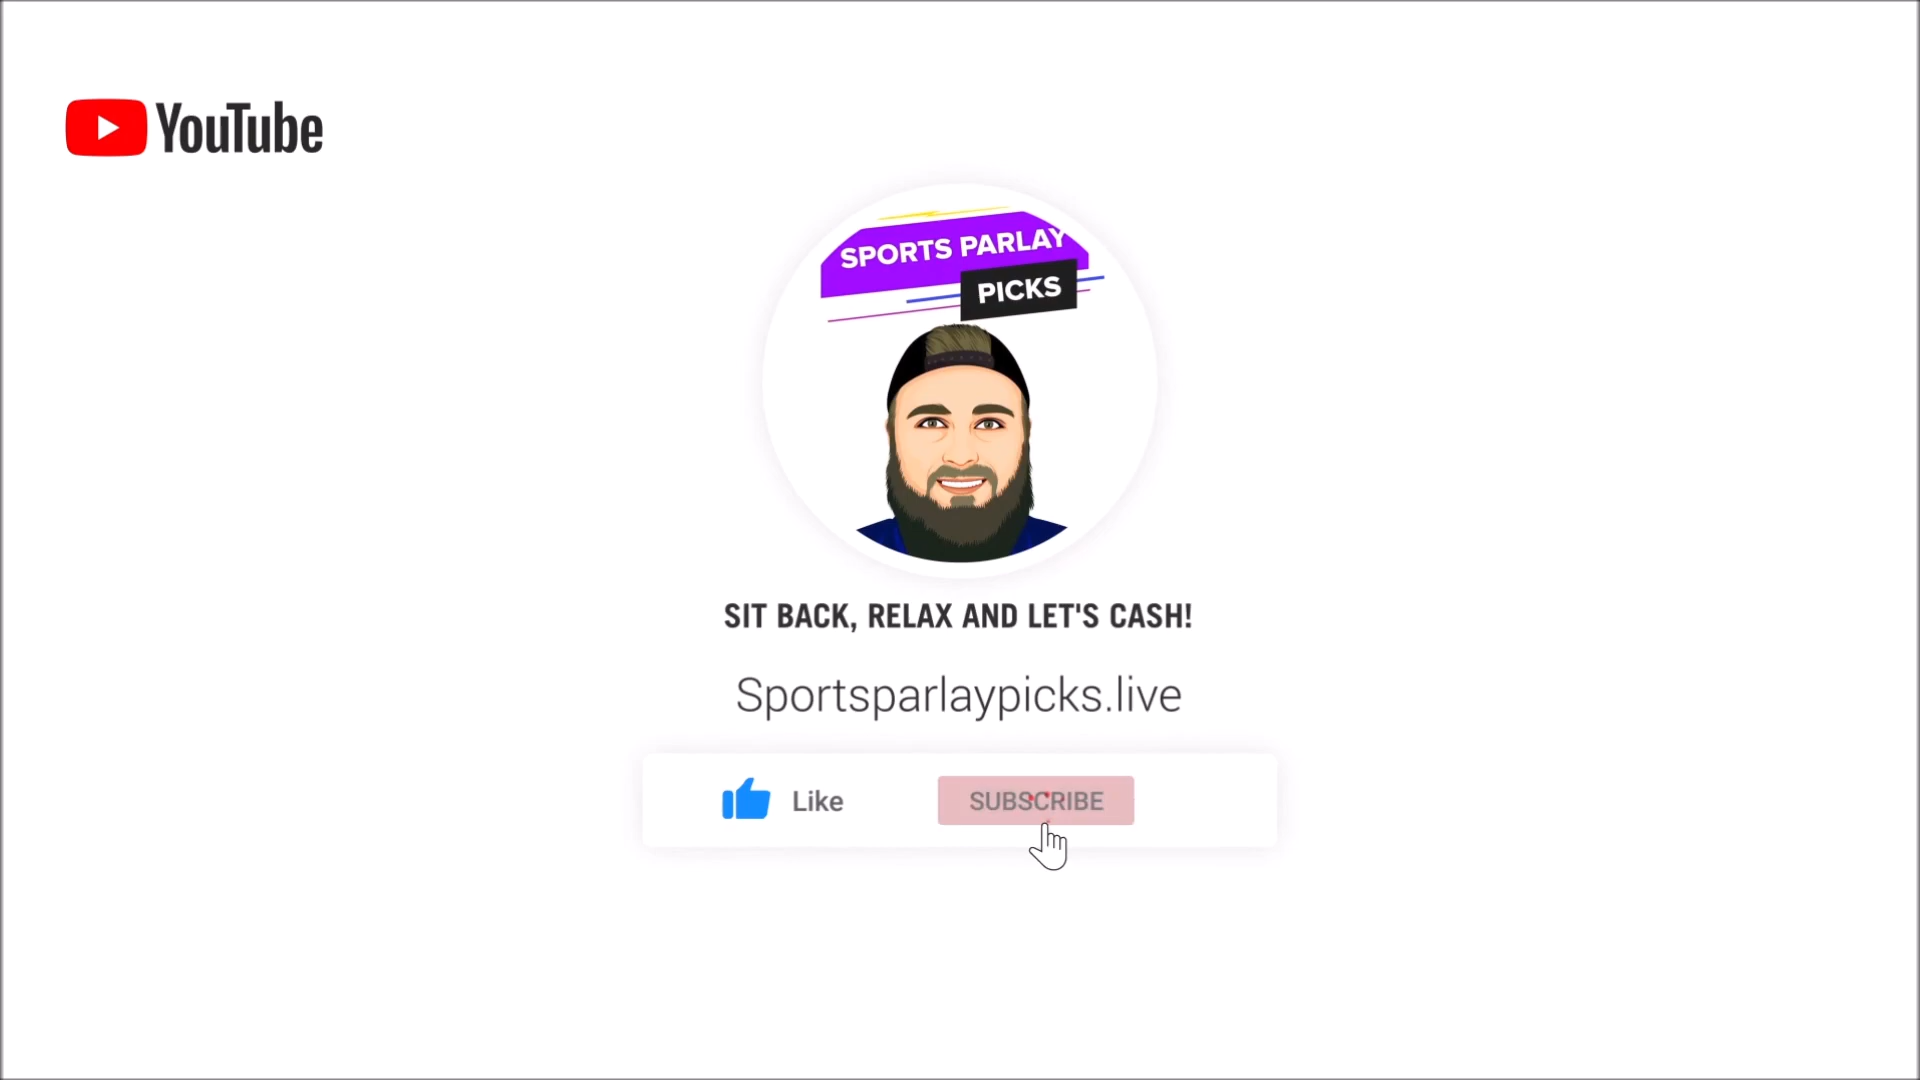 YouTube
SPORTS PARLAY
PICKS
SIT BACK, RELAX AND LET'S CASH!
Sportsparlaypicks.live
Like
SUBSCRIBE